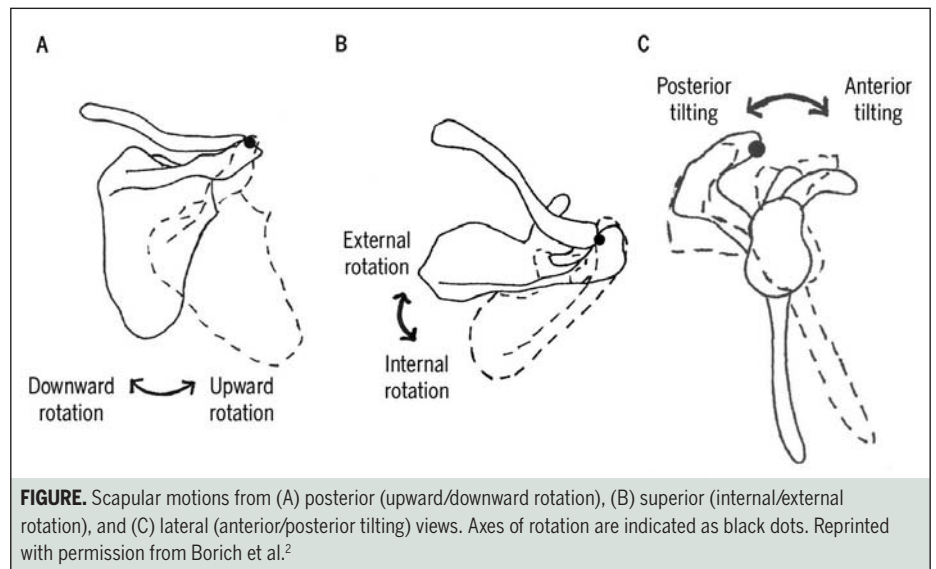 A
B
C
Posterior
tilting
Anterior
tilting
External
rotation
Internal
rotation
Downward
rotation
Upward
rotation
FIGURE. Scapular motions from (A) posterior (upward/downward rotation), (B) superior (internal/external
rotation), and (C) lateral (anterior/posterior tilting) views. Axes of rotation are indicated as black dots. Reprinted
with permission from Borich et al.²